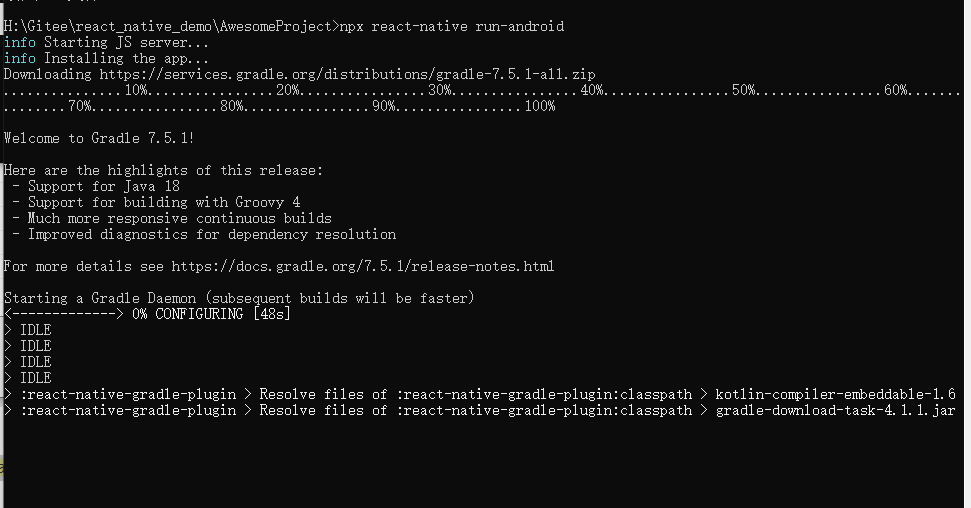 H:\Gitee\react_native_demo\AwesomeProject>npx react-native run-android
info Starting JS server...
info Installing the app...
Downloading https://services.gradle.org/distributions/gradle-7.5.1-all.zip
...............10%...............20%................30%................40%...............50%................60%.......
........70%................80%................90%................100%
Welcome to Gradle 7.5.1!
Here are the highlights of this release:
 - Support for Java 18
 - Support for building with Groovy 4
 - Much more responsive continuous builds
 - Improved diagnostics for dependency resolution
For more details see https://docs.gradle.org/7.5.1/release-notes.html
Starting a Gradle Daemon (subsequent builds will be faster)
<-------------> 0% CONFIGURING [48s]
> IDLE
> IDLE
> IDLE
> IDLE
> :react-native-gradle-plugin > Resolve files of :react-native-gradle-plugin:classpath > kotlin-compiler-embeddable-1.6
> :react-native-gradle-plugin > Resolve files of :react-native-gradle-plugin:classpath > gradle-download-task-4.1.1.jar